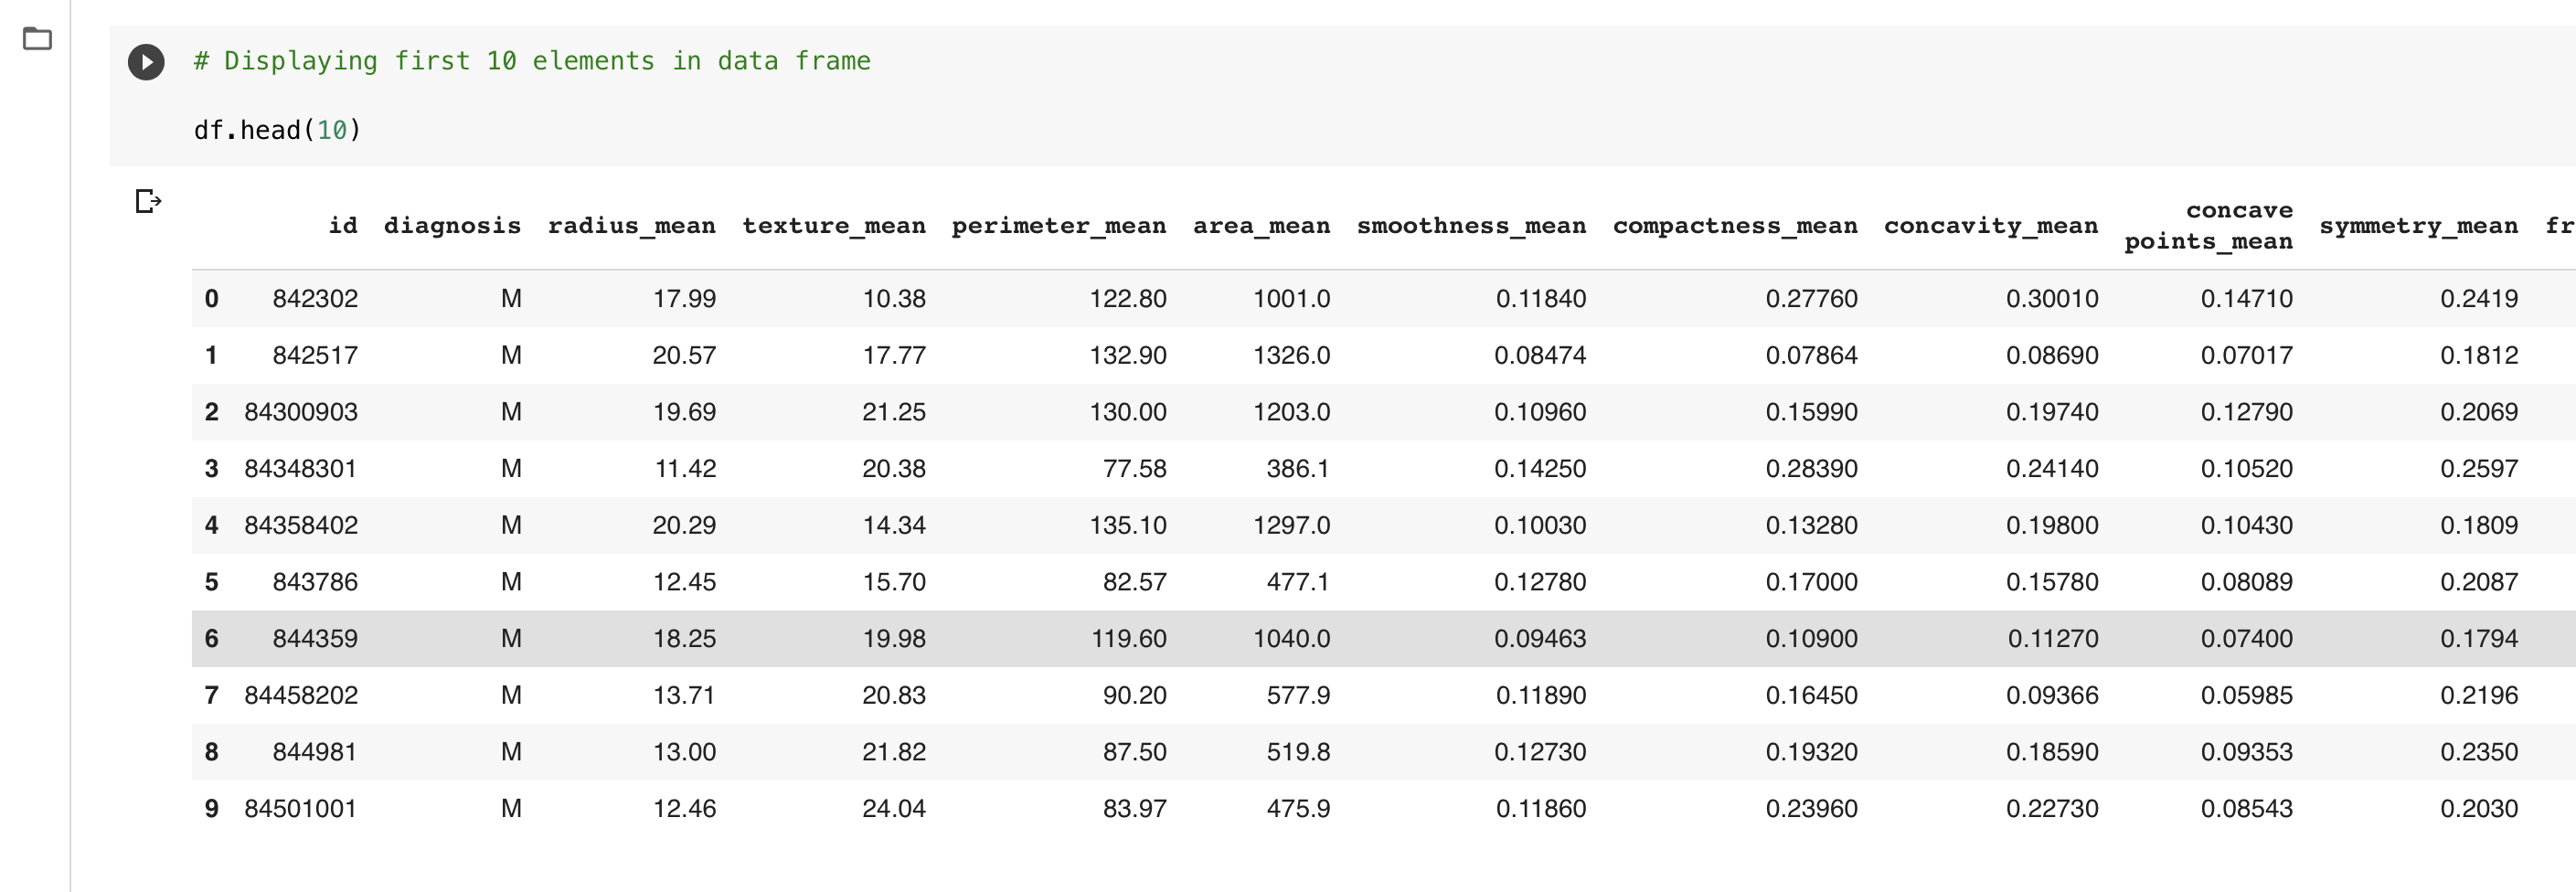 # Displaying first 10 elements in data frame
df.head(10)
id diagnosis radius_mean texture_mean perimeter_mean area_mean smoothness_mean compactness_mean concavity_mean concave points_mean symmetry_mean fr
0 842302 M 17.99 10.38 122.80 1001.0 0.11840 0.27760 0.30010 0.14710 0.2419
1 842517 M 20.57 17.77 132.90 1326.0 0.08474 0.07864 0.08690 0.07017 0.1812
2 84300903 M 19.69 21.25 130.00 1203.0 0.10960 0.15990 0.19740 0.12790 0.2069
3 84348301 M 11.42 20.38 77.58 386.1 0.14250 0.28390 0.24140 0.10520 0.2597
4 84358402 M 20.29 14.34 135.10 1297.0 0.10030 0.13280 0.19800 0.10430 0.1809
5 843786 M 12.45 15.70 82.57 477.1 0.12780 0.17000 0.15780 0.08089 0.2087
6 844359 M 18.25 19.98 119.60 1040.0 0.09463 0.10900 0.11270 0.07400 0.1794
7 84458202 M 13.71 20.83 90.20 577.9 0.11890 0.16450 0.09366 0.05985 0.2196
8 844981 M 13.00 21.82 87.50 519.8 0.12730 0.19320 0.18590 0.09353 0.2350
9 84501001 M 12.46 24.04 83.97 475.9 0.11860 0.23960 0.22730 0.08543 0.2030